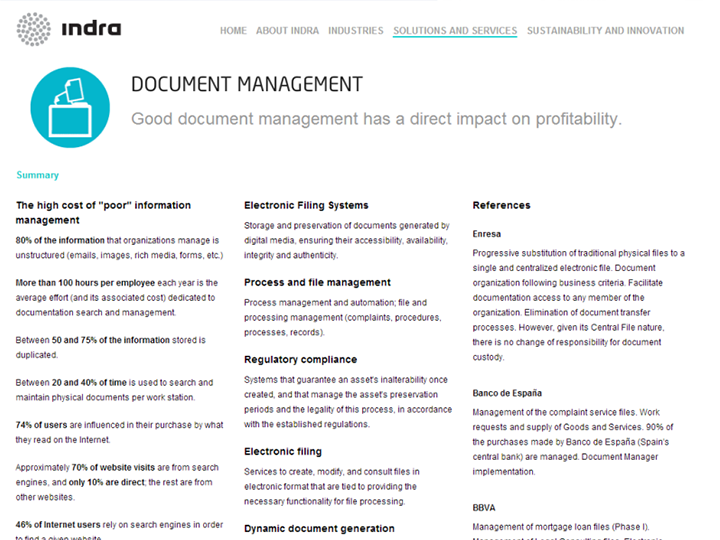 indra
HOME ABOUT INDRA INDUSTRIES SOLUTIONS AND SERVICES SUSTAINABILITY AND INNOVATION
DOCUMENT MANAGEMENT
Good document management has a direct impact on profitability.
Summary
The high cost of "poor" information
management
80% of the information that organizations manage is
unstructured (emails, images, rich media, forms, etc.)
More than 100 hours per employee each year is the
average effort (and its associated cost) dedicated to
documentation search and management.
Between 50 and 75% of the information stored is
duplicated.
Between 20 and 40% of time is used to search and
maintain physical documents per work station.
74% of users are influenced in their purchase by what
they read on the Internet.
Approximately 70% of website visits are from search
engines, and only 10% are direct; the rest are from
other websites.
46% of Internet users rely on search engines in order
to find a given website
Electronic Filing Systems
Storage and preservation of documents generated by
digital media, ensuring their accessibility, availability,
integrity and authenticity.
Process and file management
Process management and automation; file and
processing management (complaints, procedures,
processes, records).
Regulatory compliance
Systems that guarantee an asset's inalterability once
created, and that manage the asset's preservation
periods and the legality of this process, in accordance
with the established regulations.
Electronic filing
Services to create, modify, and consult files in
electronic format that are tied to providing the
necessary functionality for file processing.
Dynamic document generation
References
Enresa
Progressive substitution of traditional physical files to a
single and centralized electronic file. Document
organization following business criteria. Facilitate
documentation access to any member of the
organization. Elimination of document transfer
processes. However, given its Central File nature,
there is no change of responsibility for document
custody.
Banco de España
Management of the complaint service files. Work
requests and supply of Goods and Services. 90% of
the purchases made by Banco de España (Spain's
central bank) are managed. Document Manager
implementation.
BBVA
Management of mortgage loan files (Phase I).
Management of Legal Consulting files. Electronic